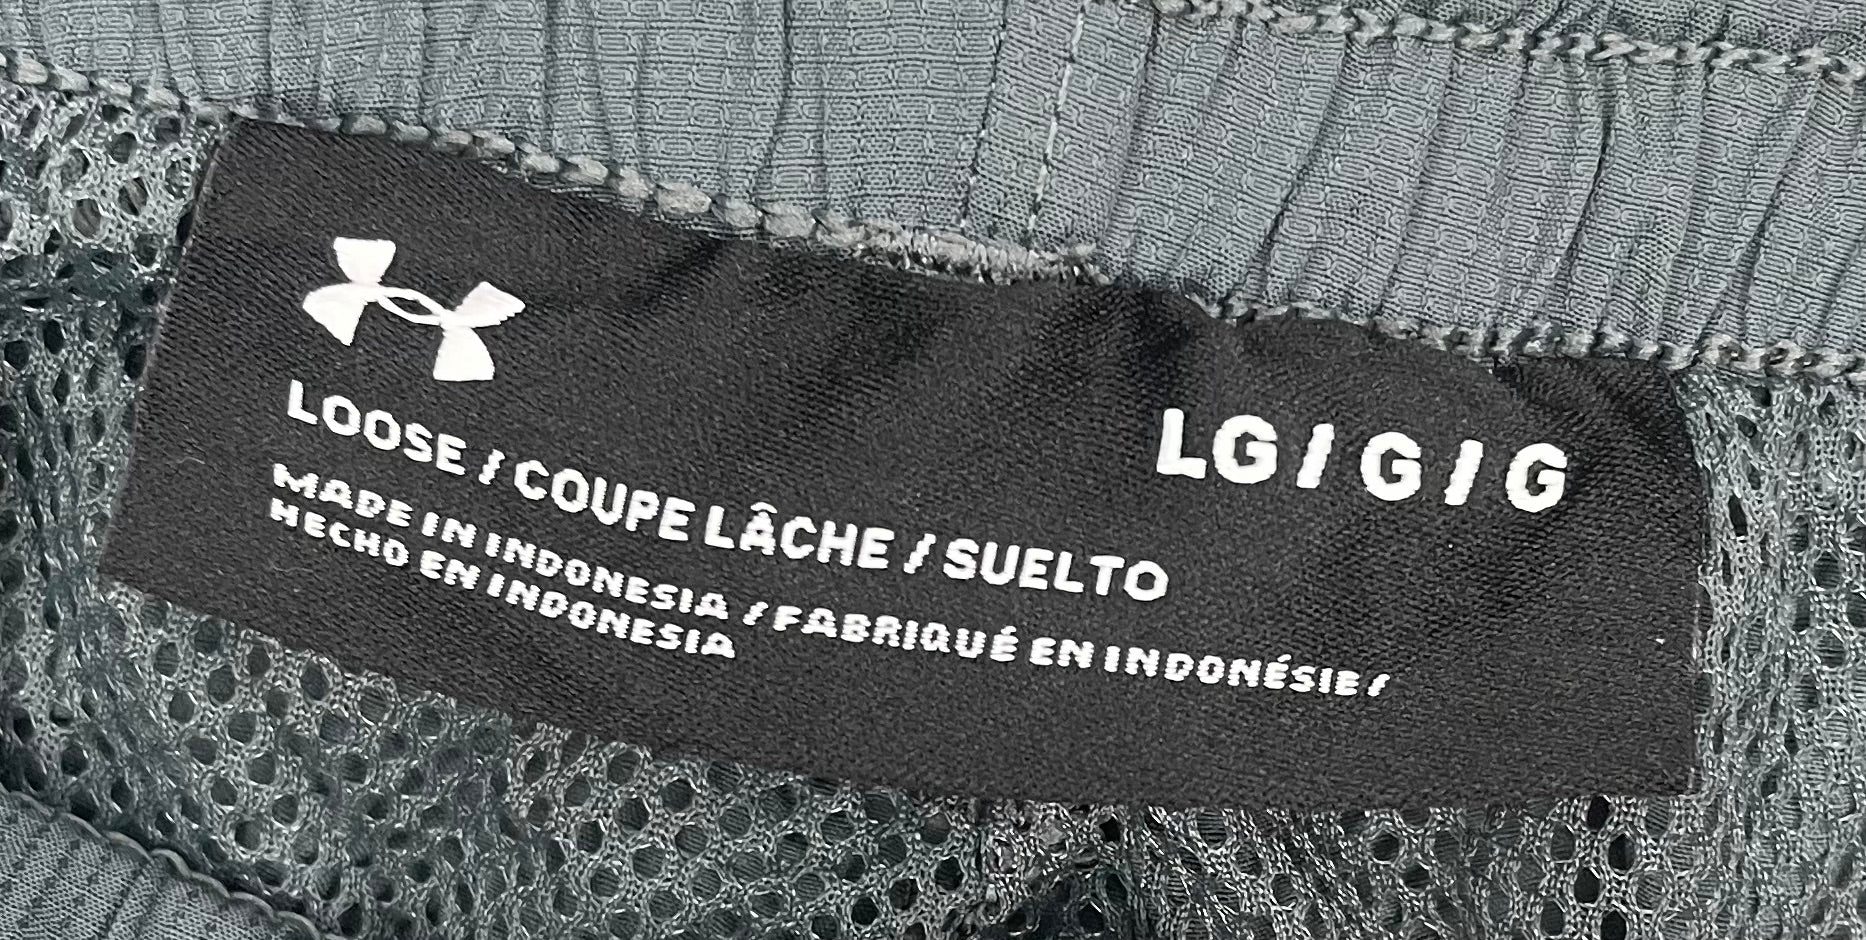 LG / G / G
LOOSE / COUPE LÂCHE / SUELTO
MADE IN INDONESIA / FABRIQUÉ EN INDONÉSIE /
HECHO EN INDONESIA